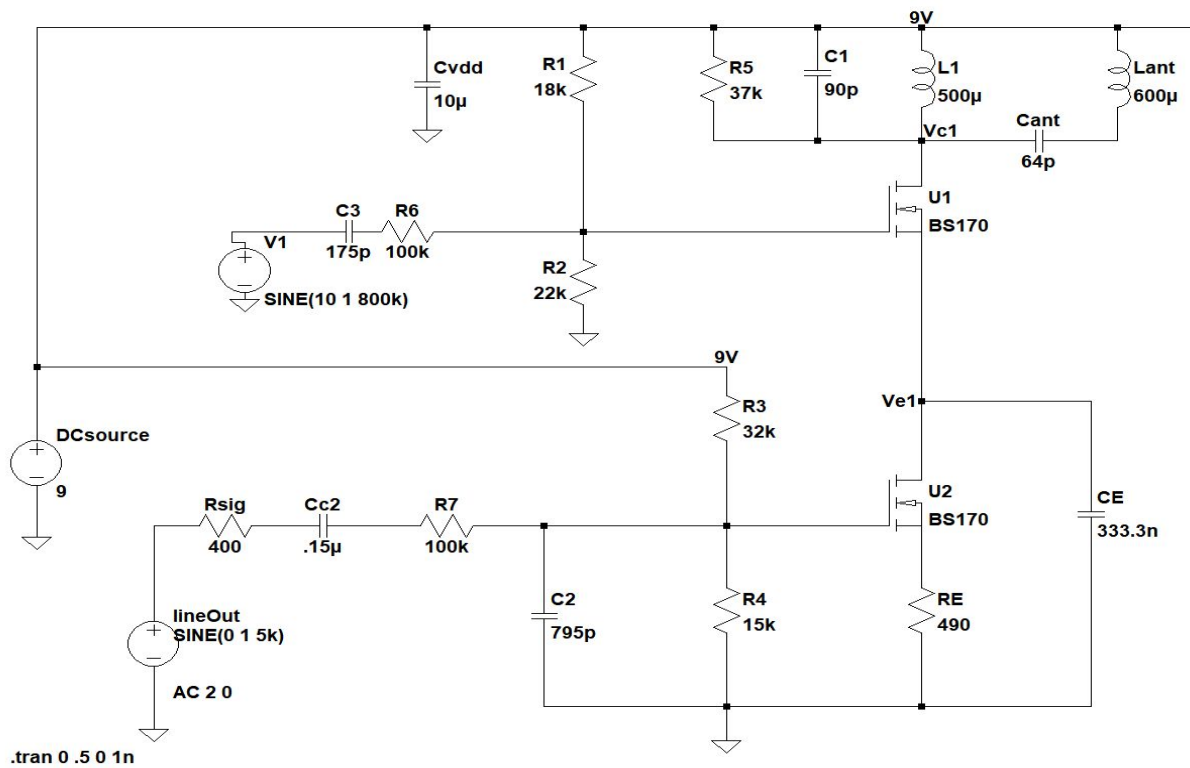 9V
Cvdd
10µ
R1
18k
R5
37k
C1
90p
L1
500µ
Lant
600µ
Vc1
Cant
64p
U1
BS170
C3
175p
R6
100k
V1
SINE(10 1 800k)
R2
22k
9V
R3
32k
Ve1
DCsource
9
Rsig
400
Cc2
.15µ
R7
100k
U2
BS170
CE
333.3n
C2
795p
R4
15k
RE
490
lineOut
SINE(0 1 5k)
AC 2 0
.tran 0 .5 0 1n